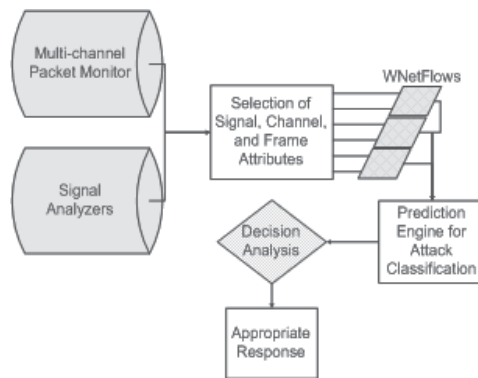 Multi-channel
Packet Monitor
Signal
Analyzers
Selection of
Signal, Channel,
and Frame
Attributes
WNetFlows
Prediction
Engine for
Attack
Classification
Decision
Analysis
Appropriate
Response